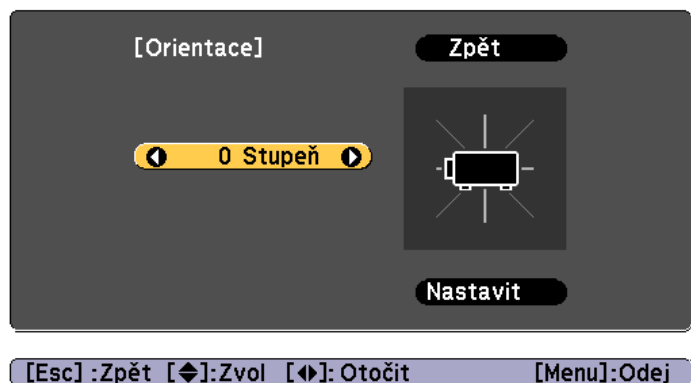 [Orientace]
Zpět
0 Stupeň
Nastavit
[Esc] :Zpět [◆]:Zvol [◆]: Otočit [Menu]:Odej